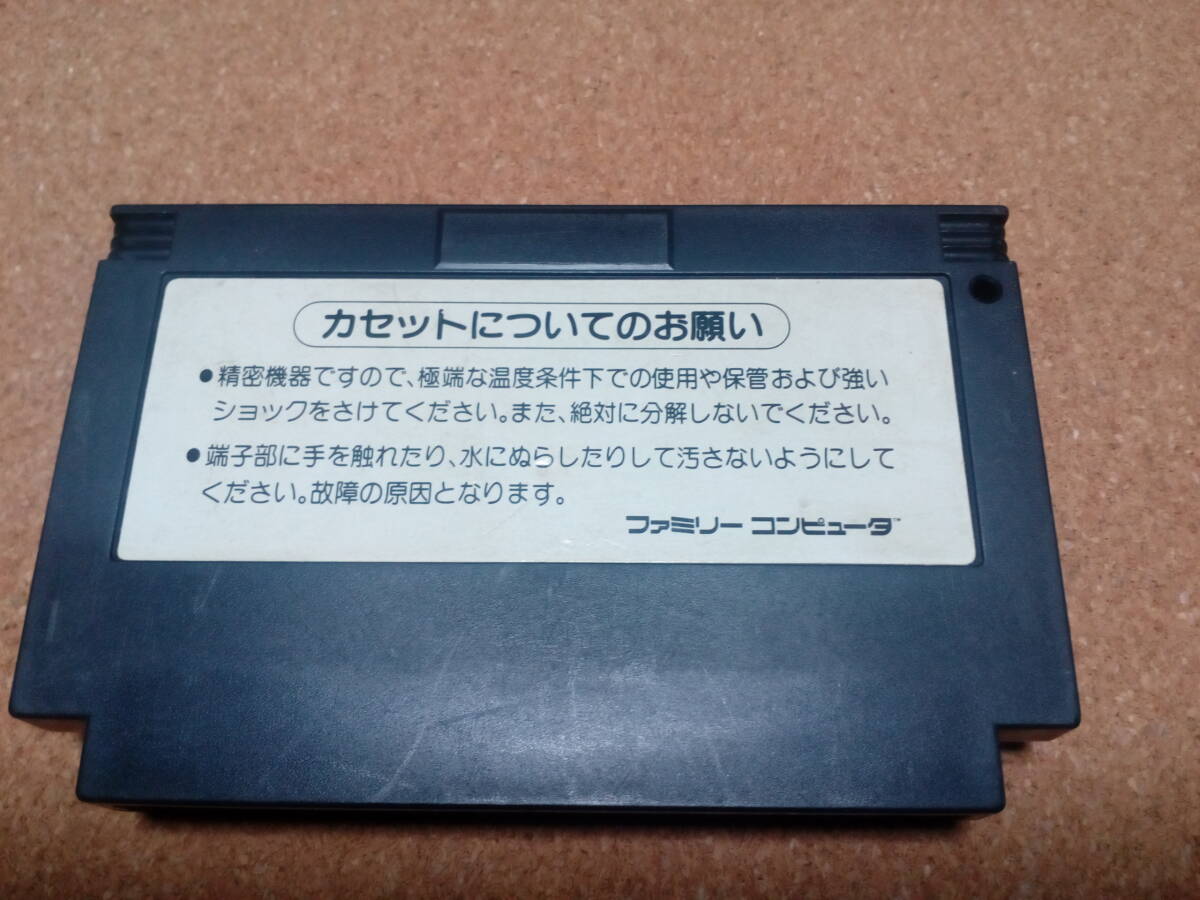 カセットについてのお願い
●精密機器ですので、極端な温度条件下での使用や保管および強い
ショックをさけてください。また、絶対に分解しないでください。
●端子部に手を触れたり、水にぬらしたりして汚さないようにして
ください。故障の原因となります。
ファミリー コンピュータ™